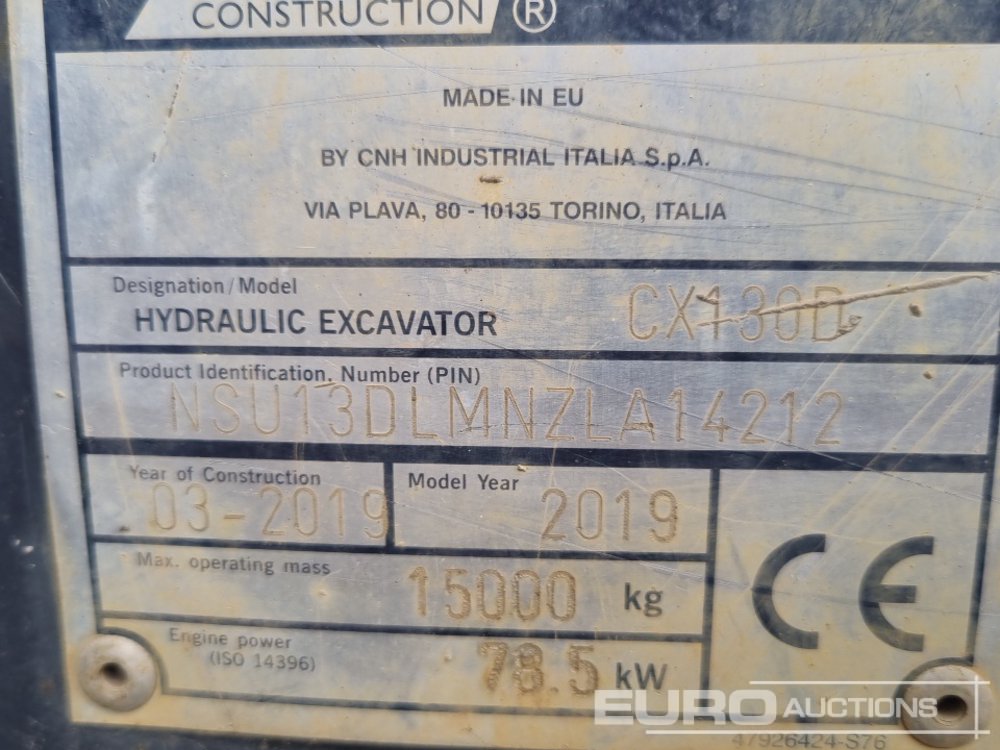 CONSTRUCTION ®
MADE IN EU
BY CNH INDUSTRIAL ITALIA S.p.A.
VIA PLAVA, 80 - 10135 TORINO, ITALIA
Designation/Model
HYDRAULIC EXCAVATOR CX130D
Product Identification. Number (PIN)
NSU13DLMNZLA14212
Year of Construction
03-2019
Model Year
2019
Max. operating mass
15000 kg
Engine power
(ISO 14396)
78.5 kW
CE
EURO AUCTIONS
47926424-S76